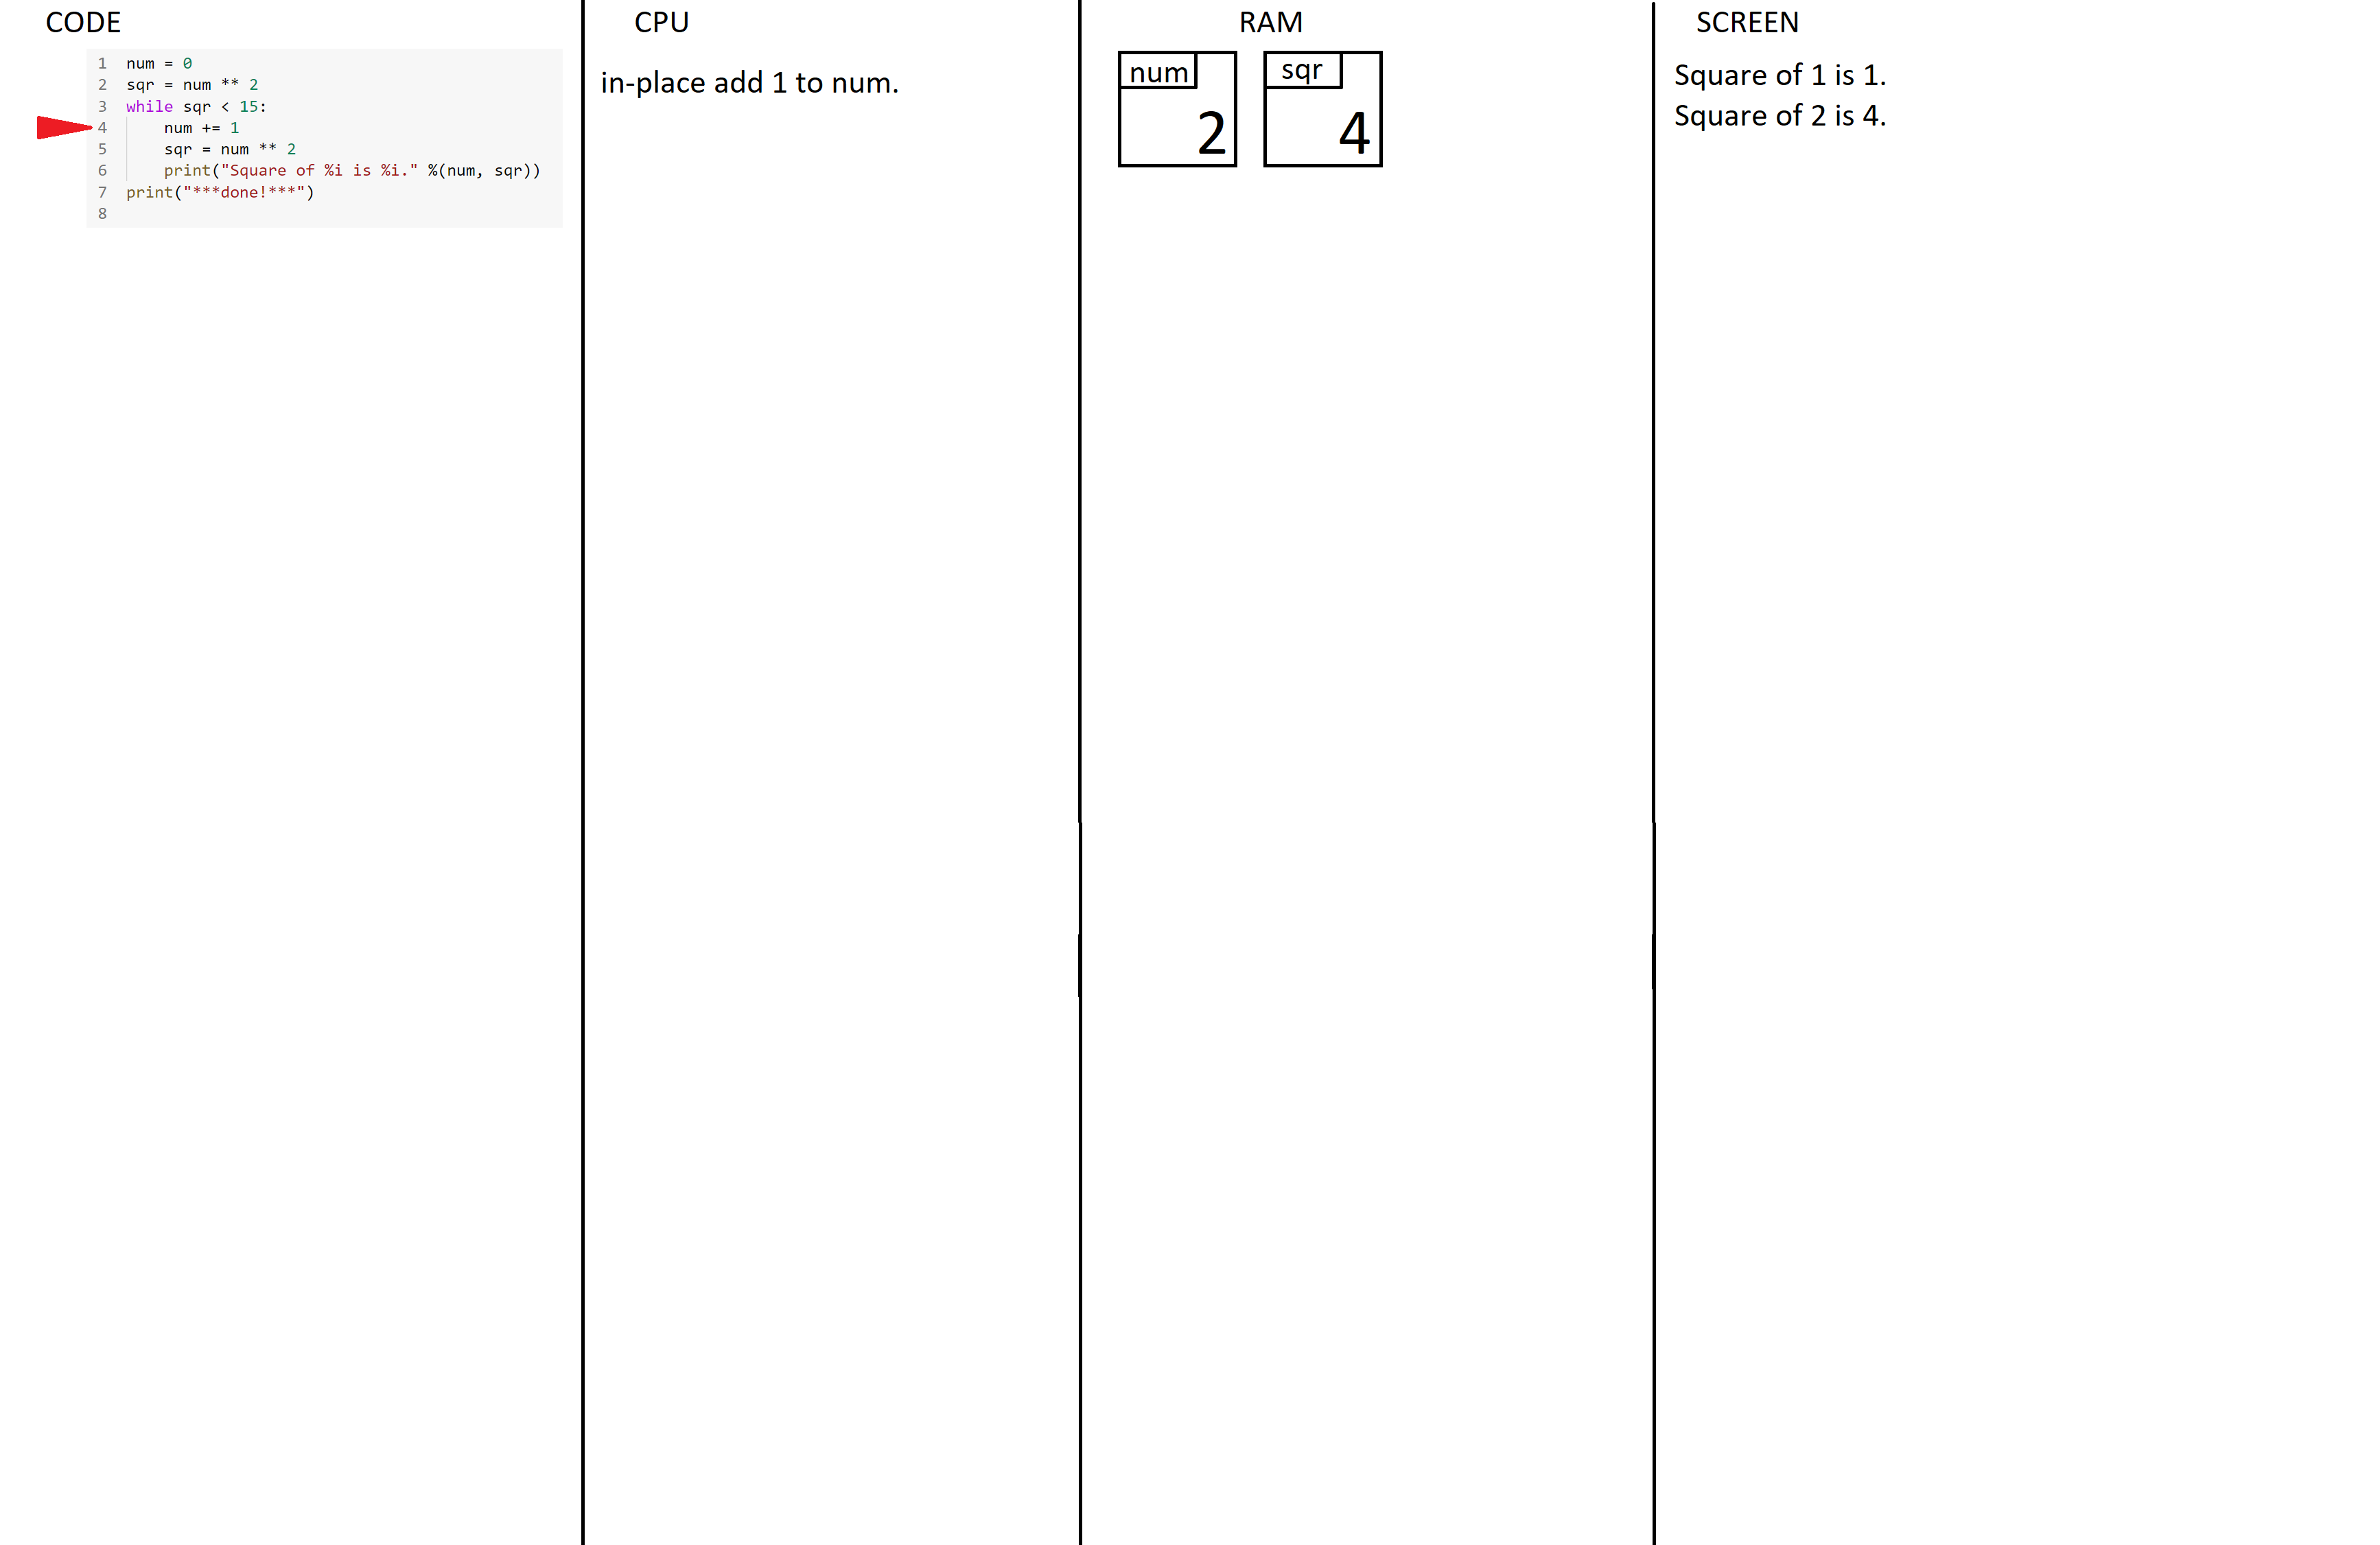 CODE
1 num = 0
2 sqr = num ** 2
3 while sqr < 15:
4     num += 1
5     sqr = num ** 2
6     print("Square of %i is %i." %(num, sqr))
7 print("***done!***")
8
CPU
in-place add 1 to num.
RAM
num
2
sqr
4
SCREEN
Square of 1 is 1.
Square of 2 is 4.